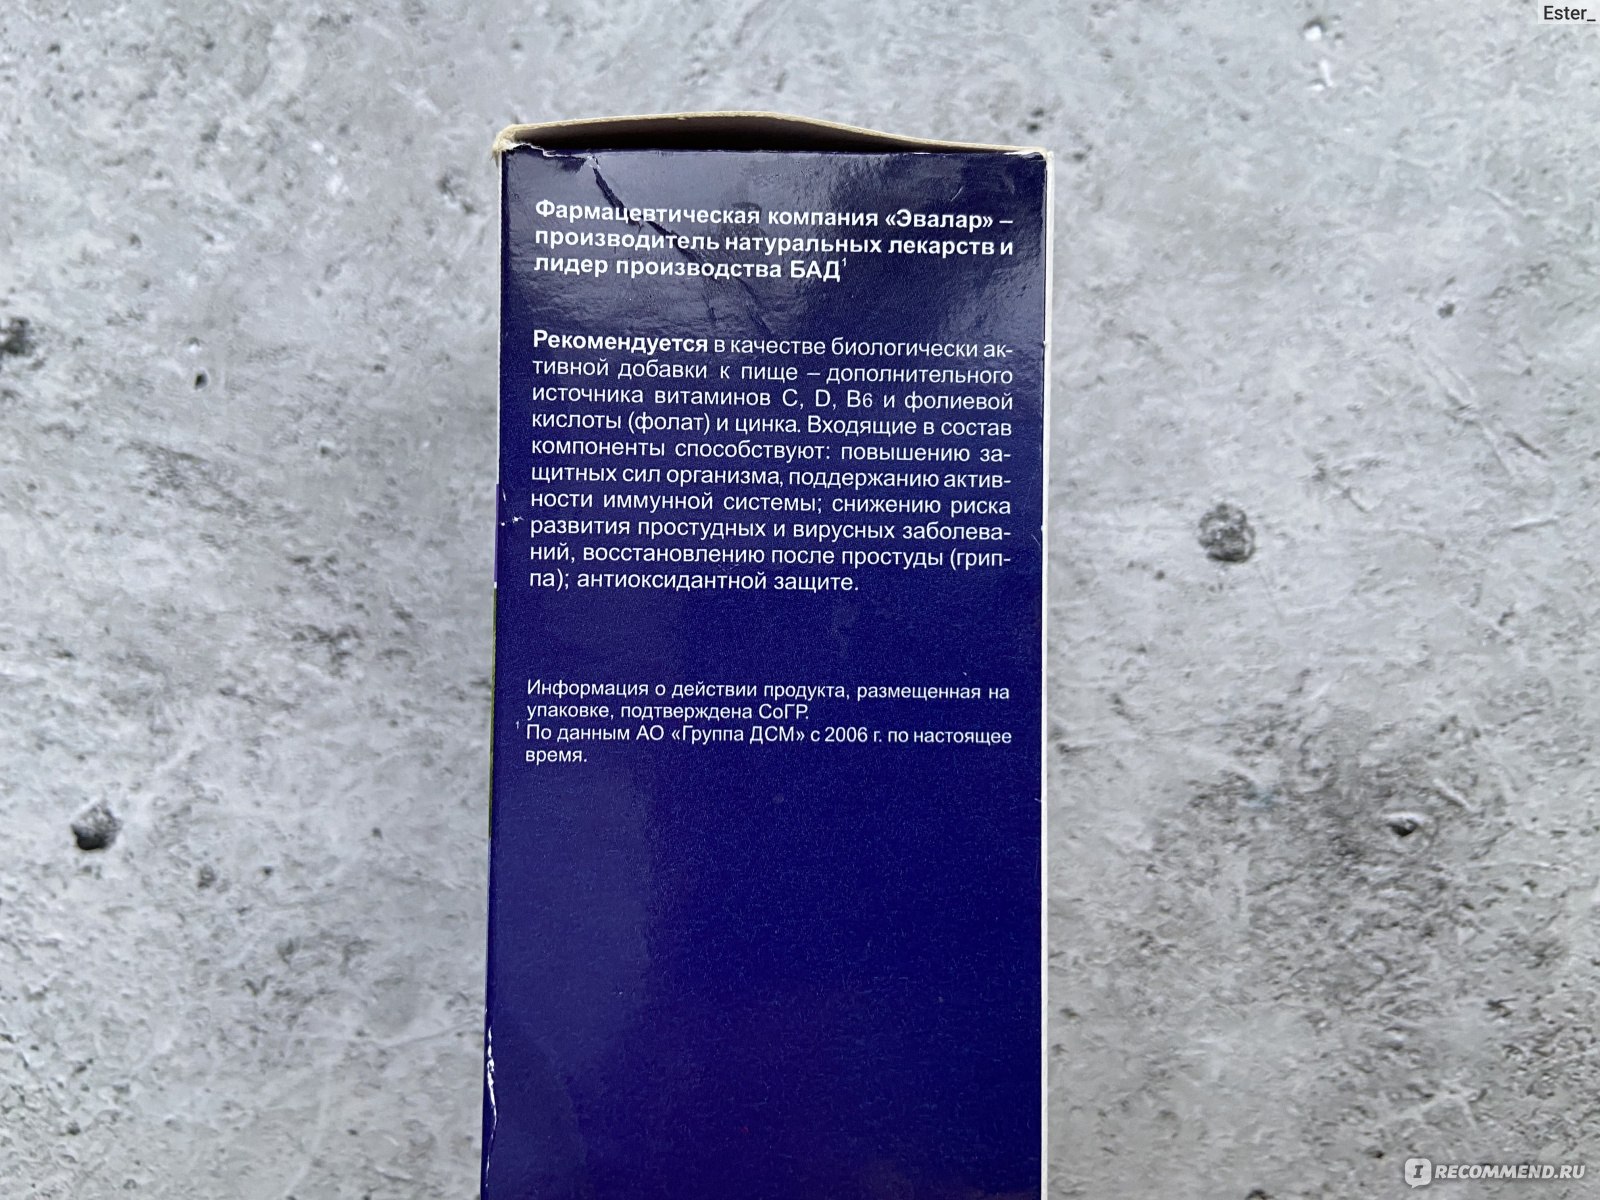 Ester_
Фармацевтическая компания «Эвалар» –
производитель натуральных лекарств и
лидер производства БАД¹
Рекомендуется в качестве биологически ак-
тивной добавки к пище – дополнительного
источника витаминов С, D, В6 и фолиевой
кислоты (фолат) и цинка. Входящие в состав
компоненты способствуют: повышению за-
щитных сил организма, поддержанию актив-
ности иммунной системы; снижению риска
развития простудных и вирусных заболева-
ний, восстановлению после простуды (грип-
па); антиоксидантной защите.
Информация о действии продукта, размещенная на
упаковке, подтверждена СоГР.
¹ По данным АО «Группа ДСМ» с 2006 г. по настоящее
время.
IRECOMMEND.RU